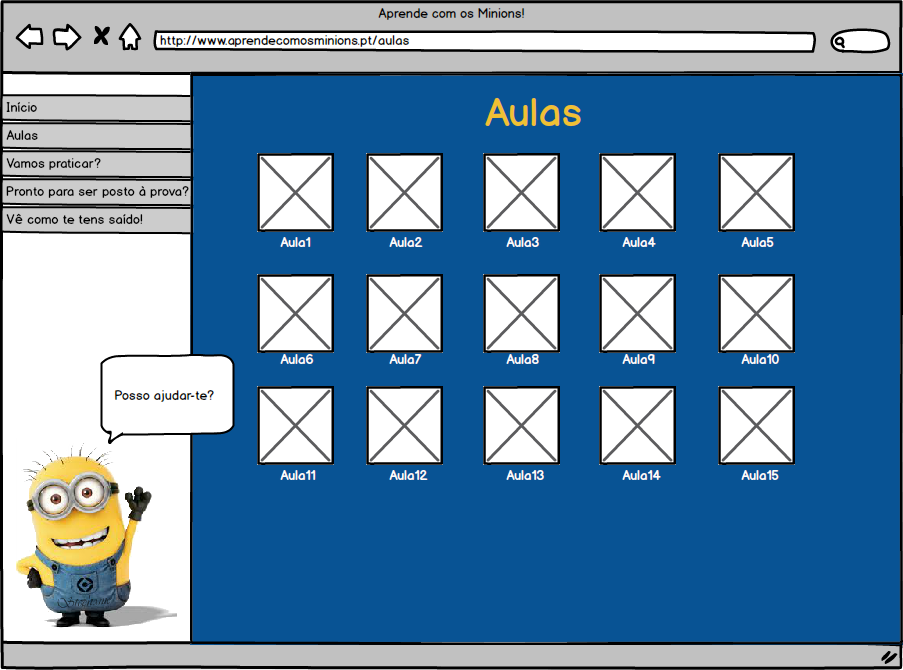 Aprende com os Minions!
http://www.aprendecomosminions.pt/aulas
Início
Aulas
Vamos praticar?
Pronto para ser posto à prova?
Vê como te tens saído!
Aulas
Aula1 Aula2 Aula3 Aula4 Aula5
Aula6 Aula7 Aula8 Aula9 Aula10
Aula11 Aula12 Aula13 Aula14 Aula15
Posso ajudar-te?